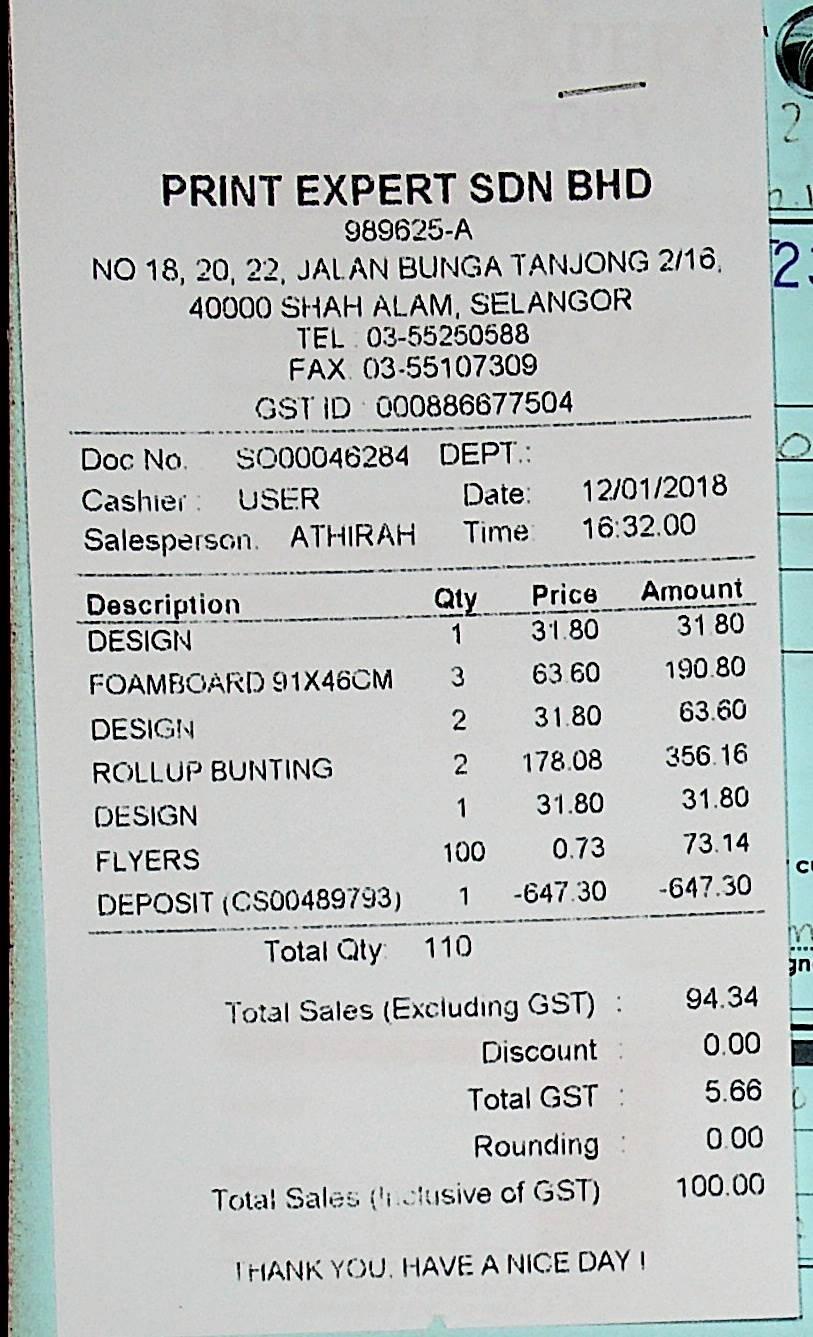 PRINT EXPERT SDN BHD
989625-A
NO 18, 20, 22, JALAN BUNGA TANJONG 2/16,
40000 SHAH ALAM, SELANGOR
TEL : 03-55250588
FAX: 03-55107309
GST ID : 000886677504
Doc No. SO00046284 DEPT.:
Cashier : USER Date: 12/01/2018
Salesperson: ATHIRAH Time: 16:32:00
Description Qty Price Amount
DESIGN 1 31.80 31.80
FOAMBOARD 91X46CM 3 63.60 190.80
DESIGN 2 31.80 63.60
ROLLUP BUNTING 2 178.08 356.16
DESIGN 1 31.80 31.80
FLYERS 100 0.73 73.14
DEPOSIT (CS00489793) 1 -647.30 -647.30
Total Qty: 110
Total Sales (Excluding GST) : 94.34
Discount : 0.00
Total GST : 5.66
Rounding : 0.00
Total Sales (Inclusive of GST) 100.00
THANK YOU. HAVE A NICE DAY !